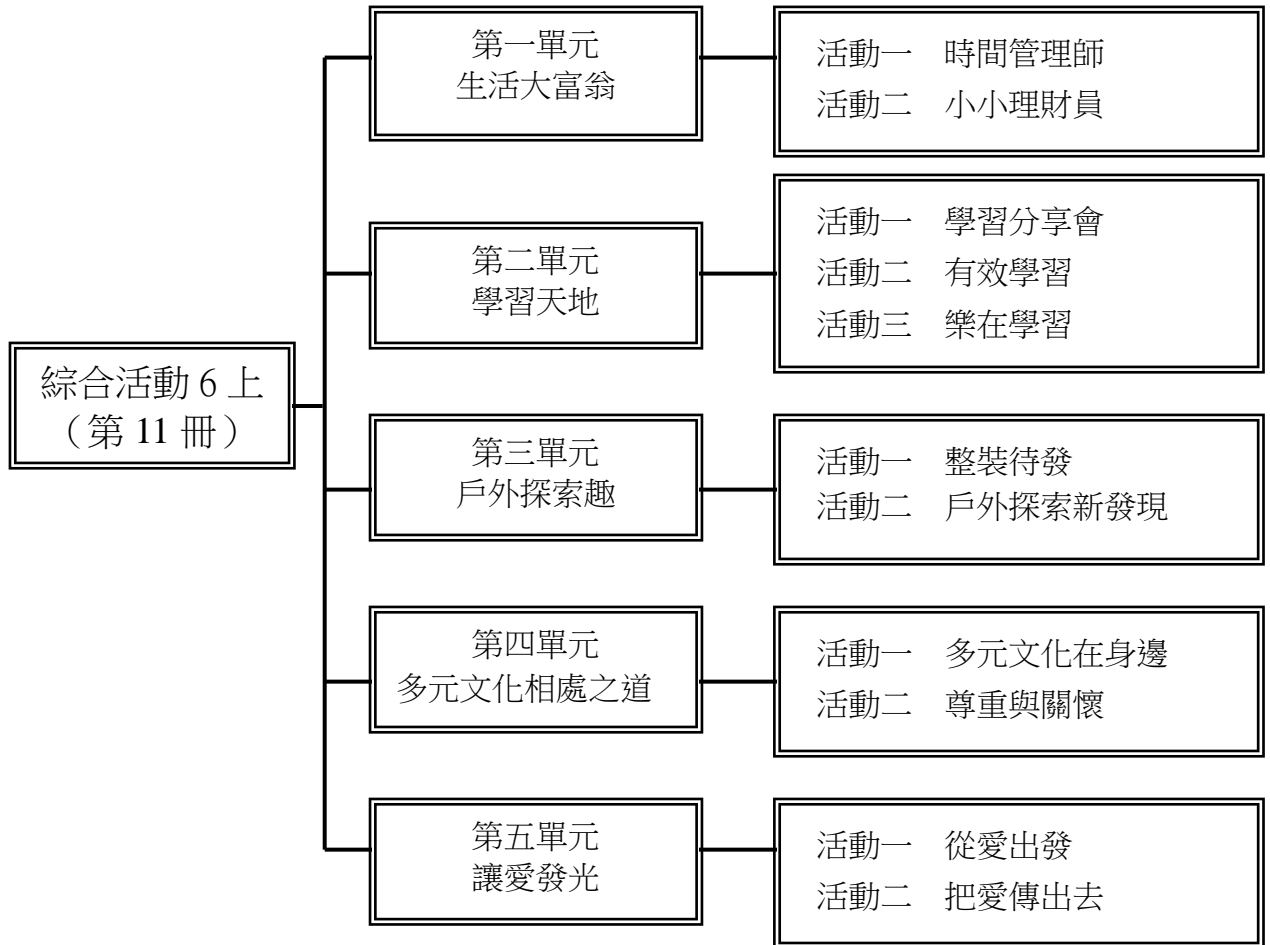 綜合活動 6 上
（第 11 冊）
第一單元
生活大富翁
活動一　時間管理師
活動二　小小理財員
第二單元
學習天地
活動一　學習分享會
活動二　有效學習
活動三　樂在學習
第三單元
戶外探索趣
活動一　整裝待發
活動二　戶外探索新發現
第四單元
多元文化相處之道
活動一　多元文化在身邊
活動二　尊重與關懷
第五單元
讓愛發光
活動一　從愛出發
活動二　把愛傳出去